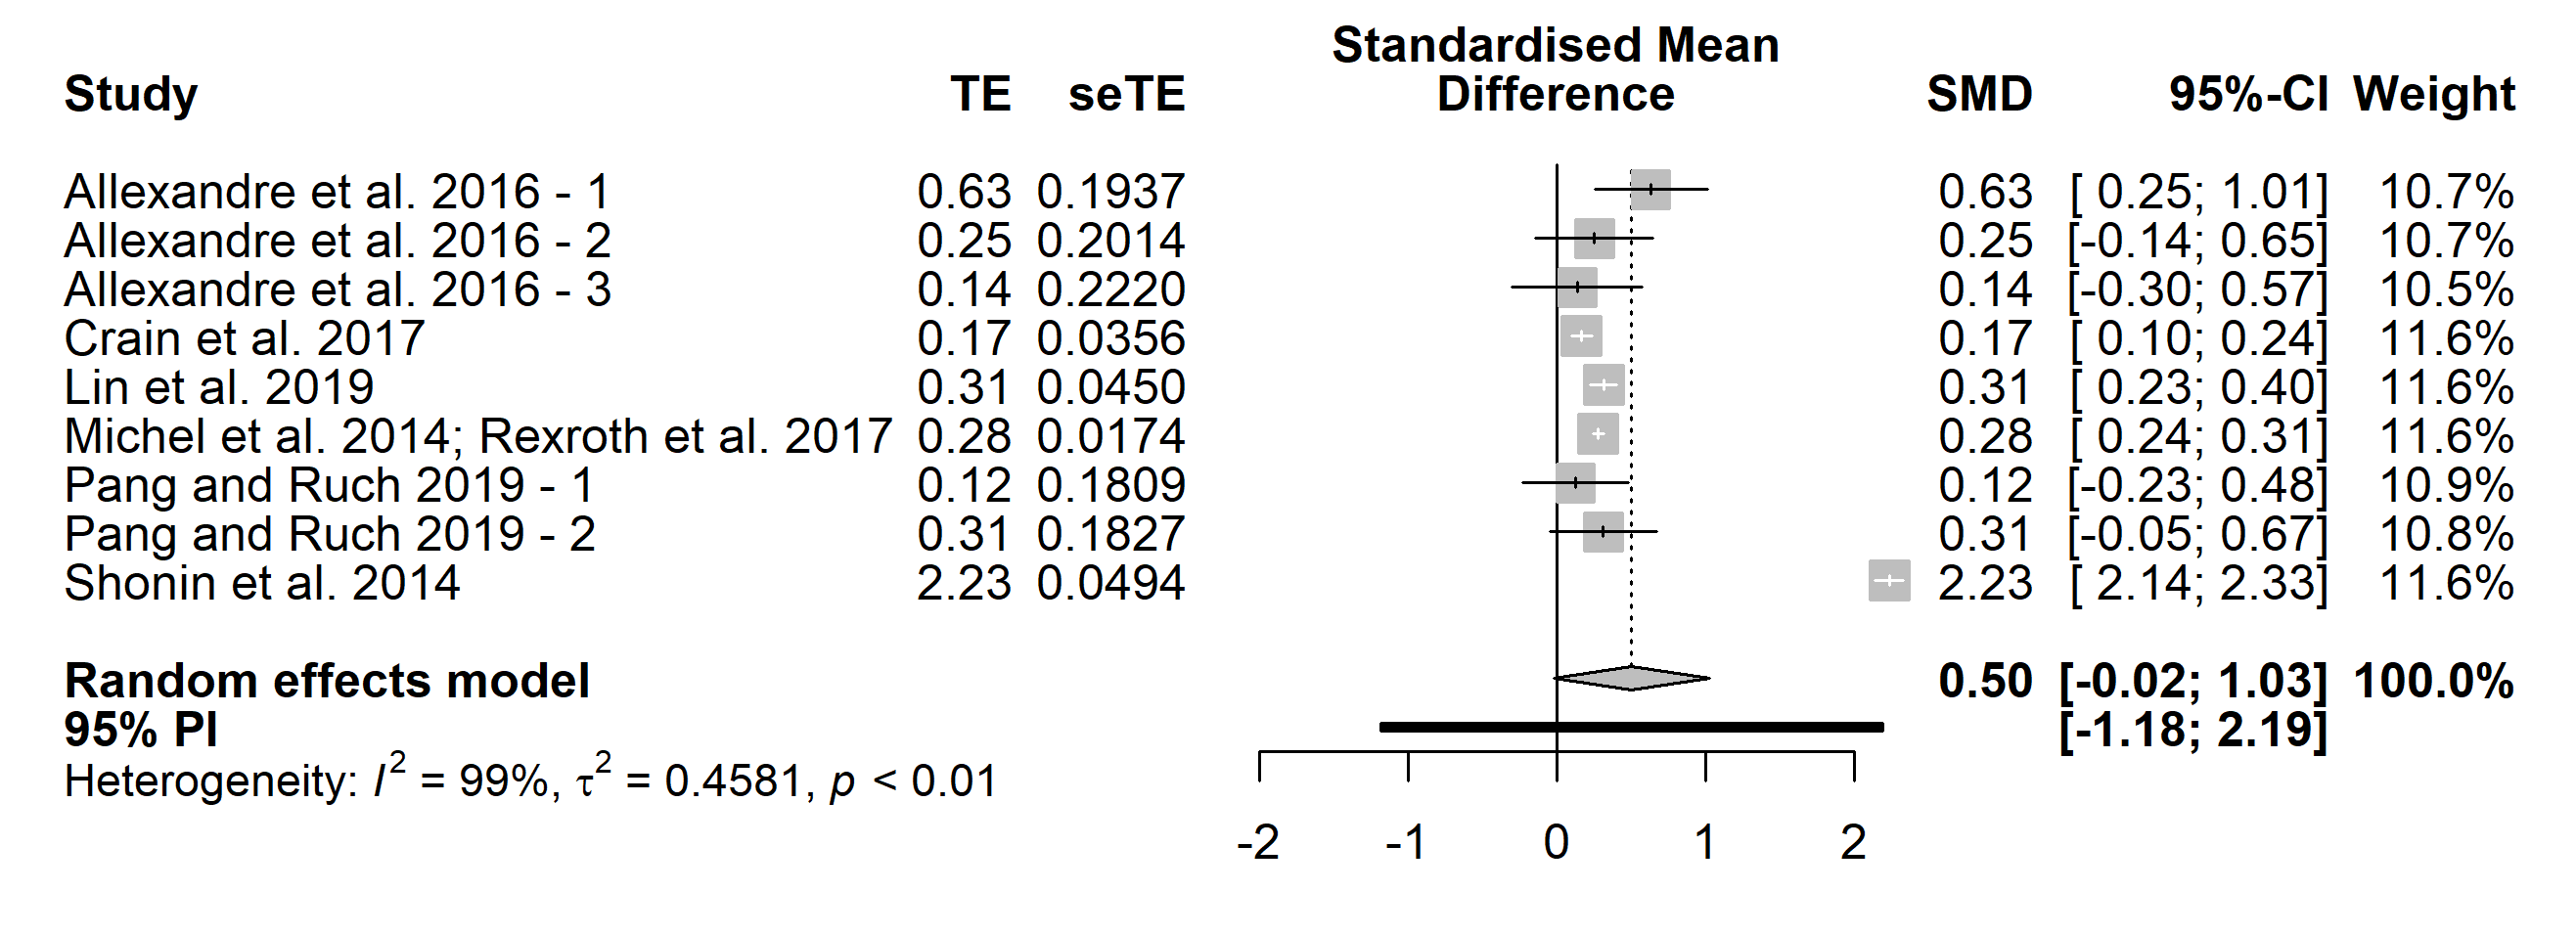 Standardised Mean
Study TE seTE Difference SMD 95%-CI Weight
Allexandre et al. 2016 - 1 0.63 0.1937 0.63 [ 0.25; 1.01] 10.7%
Allexandre et al. 2016 - 2 0.25 0.2014 0.25 [-0.14; 0.65] 10.7%
Allexandre et al. 2016 - 3 0.14 0.2220 0.14 [-0.30; 0.57] 10.5%
Crain et al. 2017 0.17 0.0356 0.17 [ 0.10; 0.24] 11.6%
Lin et al. 2019 0.31 0.0450 0.31 [ 0.23; 0.40] 11.6%
Michel et al. 2014; Rexroth et al. 2017 0.28 0.0174 0.28 [ 0.24; 0.31] 11.6%
Pang and Ruch 2019 - 1 0.12 0.1809 0.12 [-0.23; 0.48] 10.9%
Pang and Ruch 2019 - 2 0.31 0.1827 0.31 [-0.05; 0.67] 10.8%
Shonin et al. 2014 2.23 0.0494 2.23 [ 2.14; 2.33] 11.6%
Random effects model 0.50 [-0.02; 1.03] 100.0%
95% PI [-1.18; 2.19]
Heterogeneity: I² = 99%, τ² = 0.4581, p < 0.01
-2 -1 0 1 2